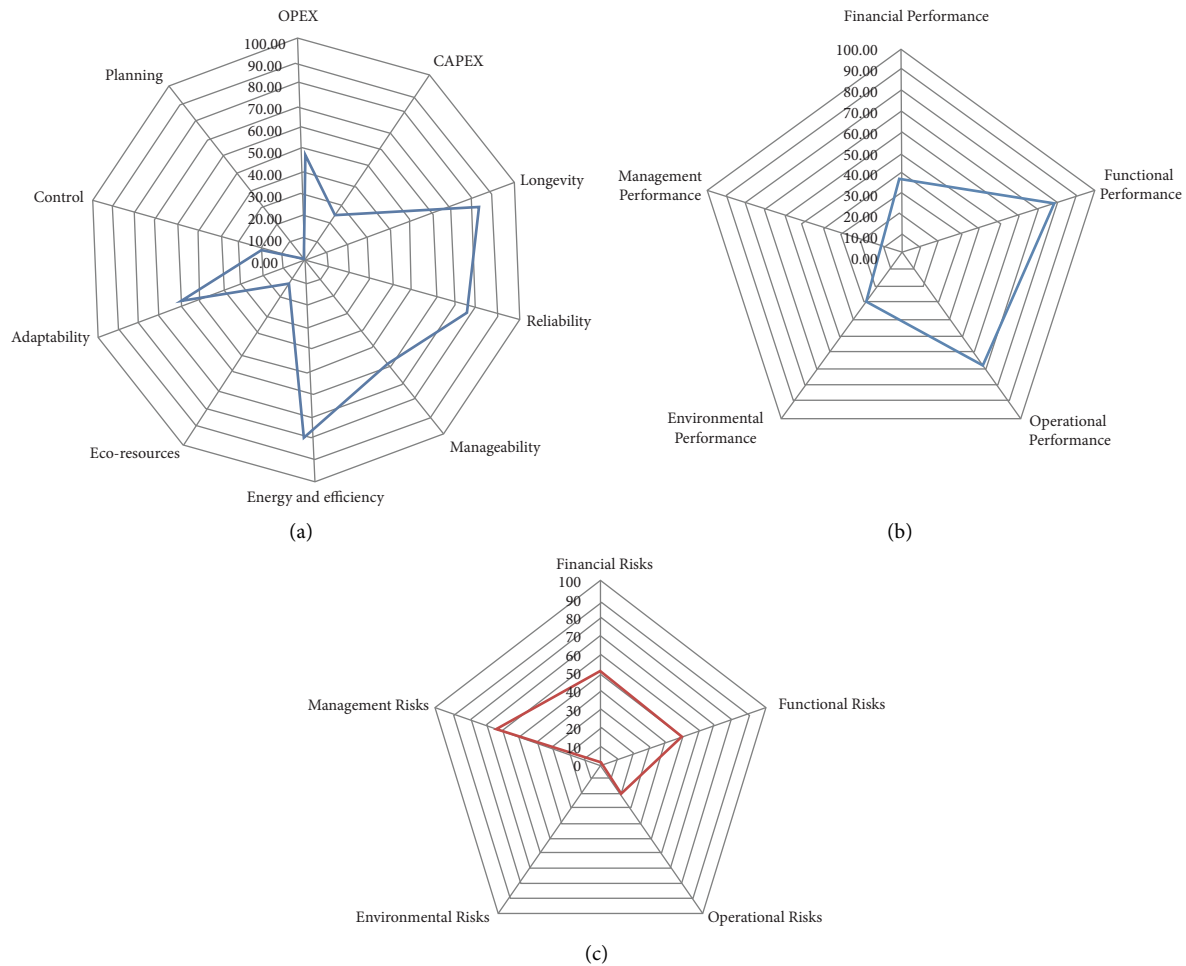 OPEX
100.00
90.00
80.00
70.00
60.00
50.00
40.00
30.00
20.00
10.00
0.00
CAPEX
Longevity
Reliability
Manageability
Energy and efficiency
Eco-resources
Adaptability
Control
Planning
(a)
Financial Performance
100.00
90.00
80.00
70.00
60.00
50.00
40.00
30.00
20.00
10.00
0.00
Functional
Performance
Operational
Performance
Environmental
Performance
Management
Performance
(b)
Financial Risks
100
90
80
70
60
50
40
30
20
10
0
Functional Risks
Operational Risks
Environmental Risks
Management Risks
(c)